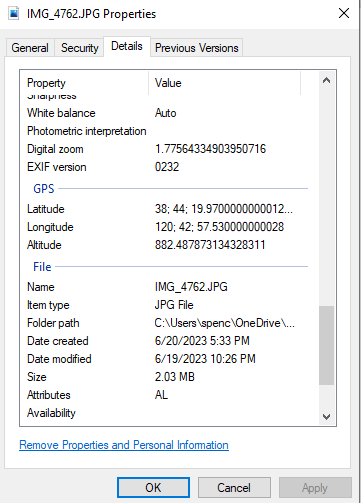 IMG_4762.JPG Properties
General Security Details Previous Versions
Property Value
Sharpness
White balance Auto
Photometric interpretation
Digital zoom 1.77564334903950716
EXIF version 0232
GPS
Latitude 38; 44; 19.9700000000012...
Longitude 120; 42; 57.530000000028
Altitude 882.487873134328311
File
Name IMG_4762.JPG
Item type JPG File
Folder path C:\Users\spenc\OneDrive\...
Date created 6/20/2023 5:33 PM
Date modified 6/19/2023 10:26 PM
Size 2.03 MB
Attributes AL
Availability
Remove Properties and Personal Information
OK Cancel Apply